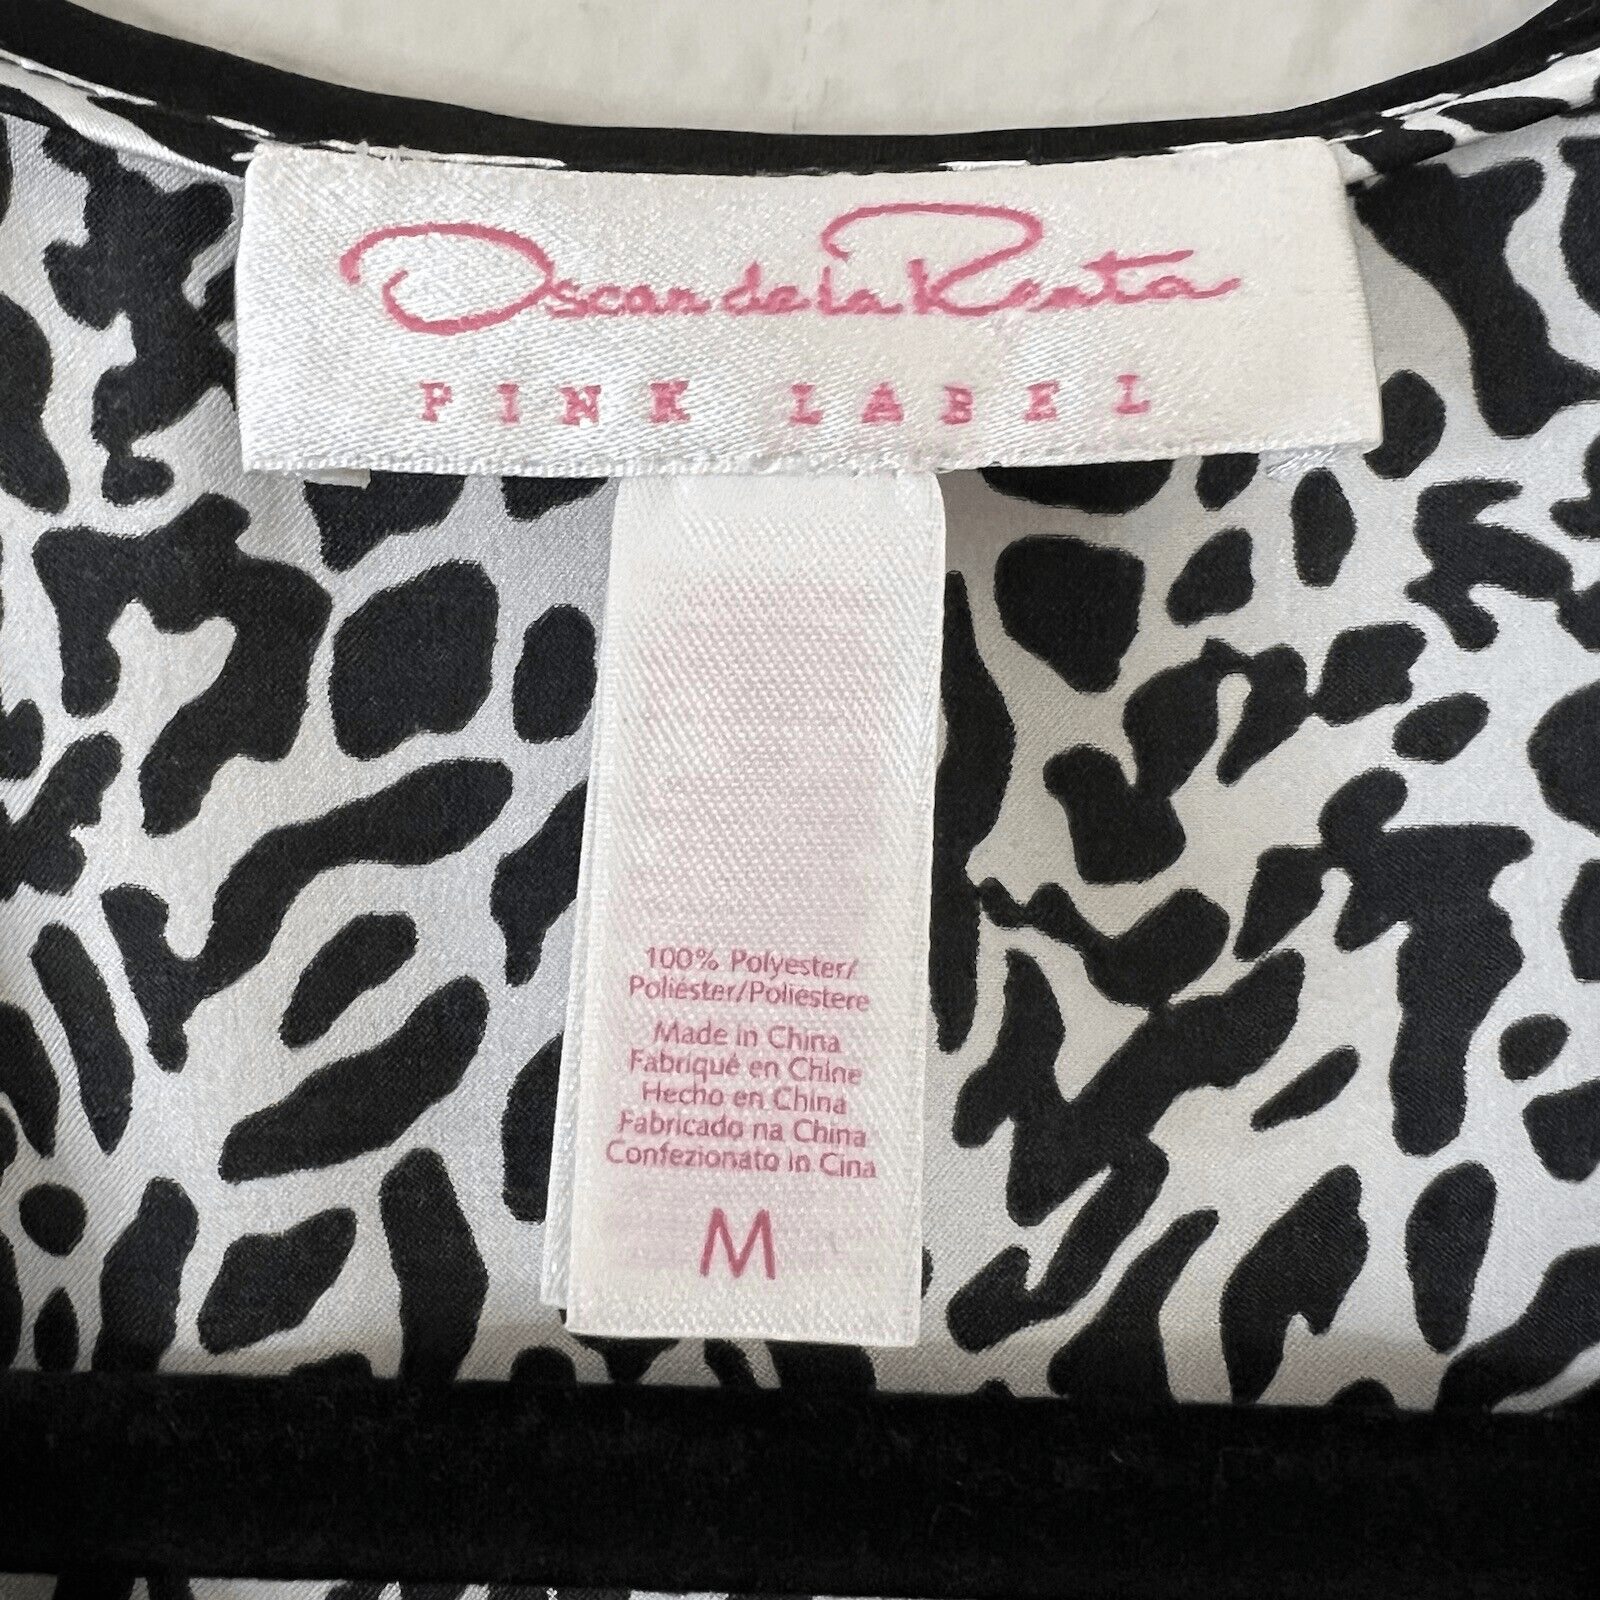 Oscar de la Renta
PINK LABEL
100% Polyester/
Poliéster/Poliestere
Made in China
Fabriqué en Chine
Hecho en China
Fabricado na China
Confezionato in Cina
M